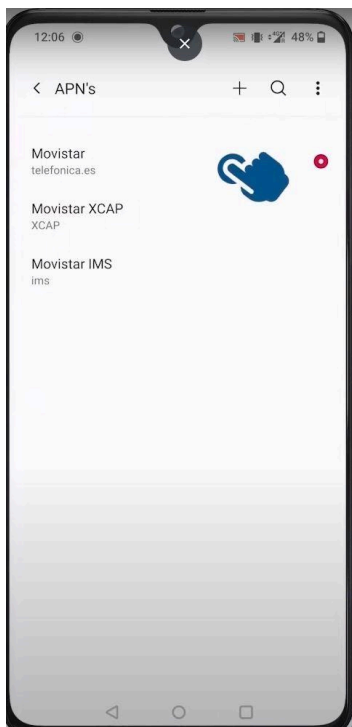 12:06
48%
APN's
Movistar
telefonica.es
Movistar XCAP
XCAP
Movistar IMS
ims